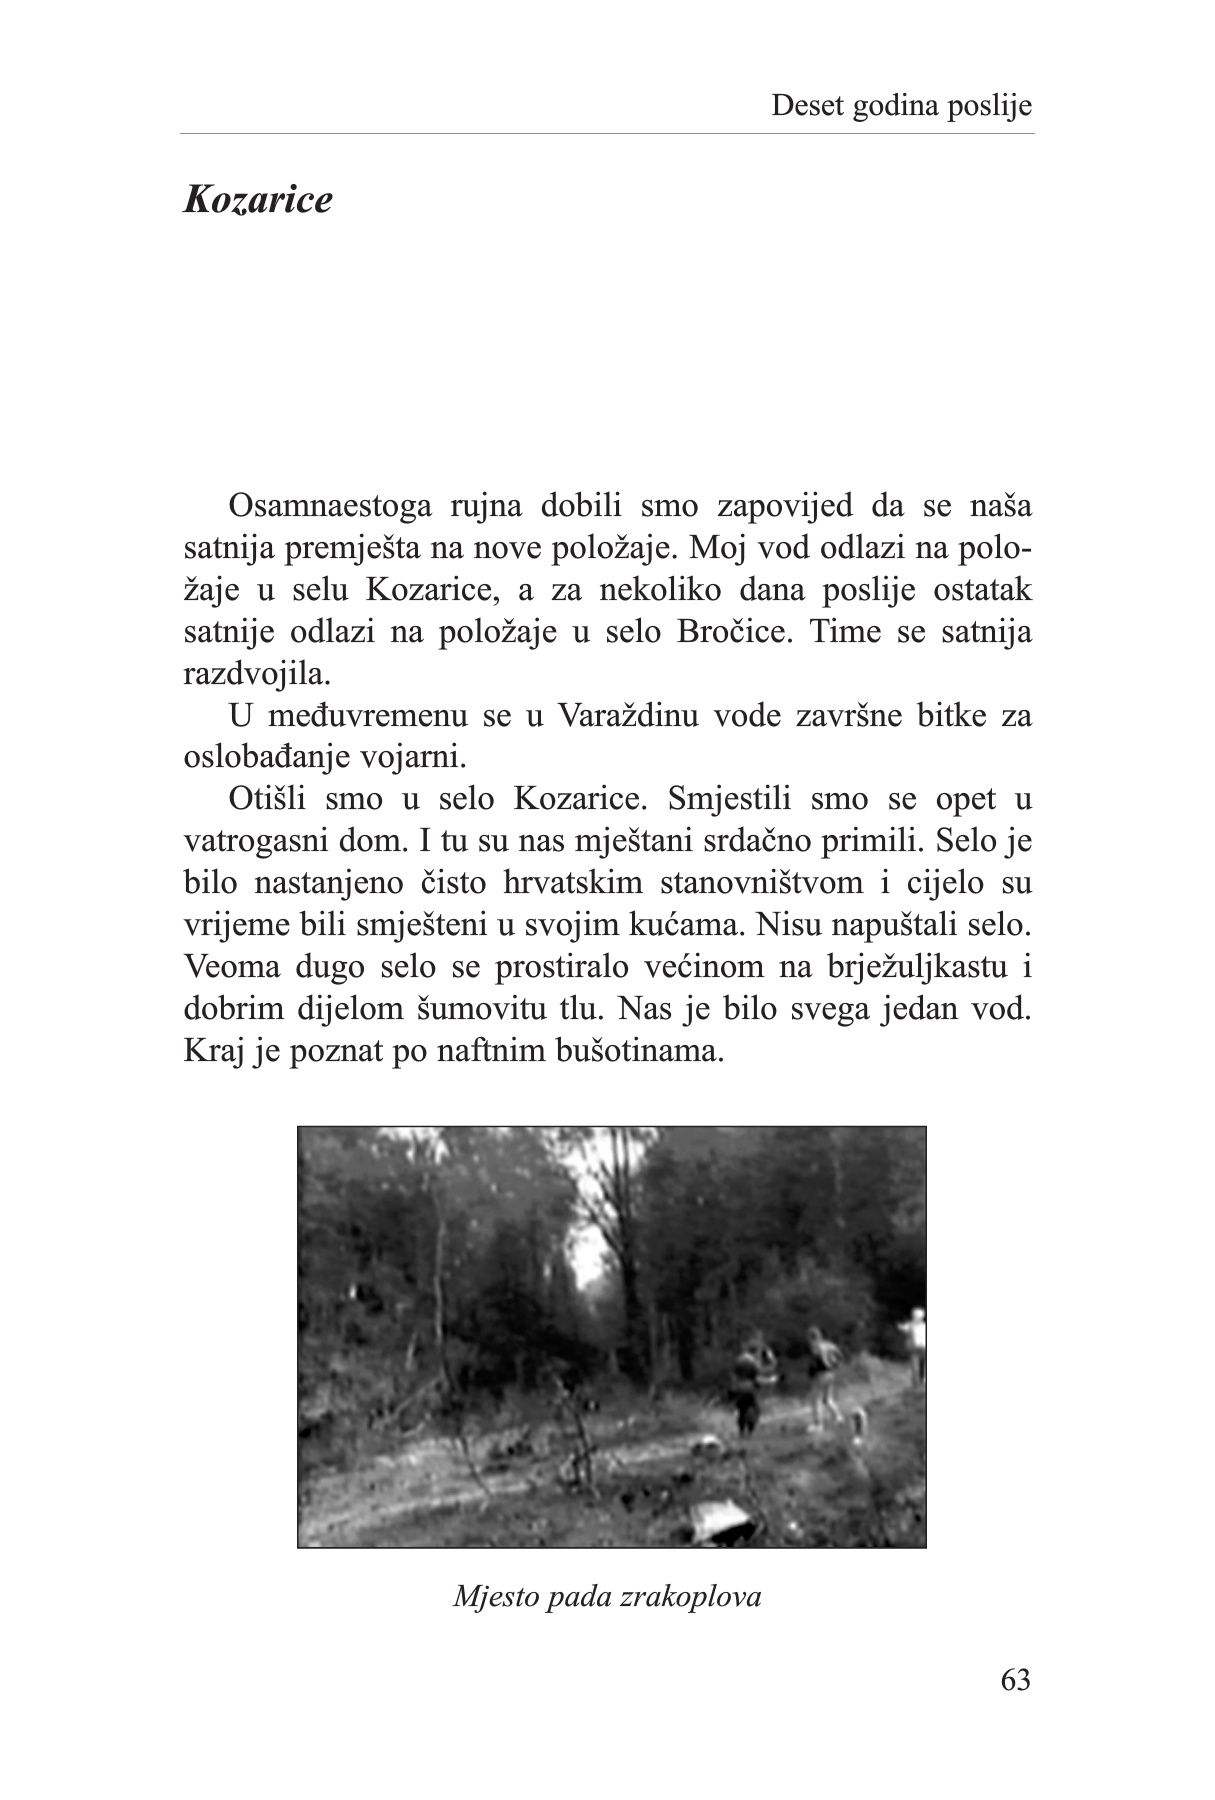 Deset godina poslije
Kozarice
Osamnaestoga rujna dobili smo zapovijed da se naša
satnija premješta na nove položaje. Moj vod odlazi na polo-
žaje u selu Kozarice, a za nekoliko dana poslije ostatak
satnije odlazi na položaje u selo Bročice. Time se satnija
razdvojila.
U međuvremenu se u Varaždinu vode završne bitke za
oslobađanje vojarni.
Otišli smo u selo Kozarice. Smjestili smo se opet u
vatrogasni dom. I tu su nas mještani srdačno primili. Selo je
bilo nastanjeno čisto hrvatskim stanovništvom i cijelo su
vrijeme bili smješteni u svojim kućama. Nisu napuštali selo.
Veoma dugo selo se prostiralo većinom na brježuljkastu i
dobrim dijelom šumovitu tlu. Nas je bilo svega jedan vod.
Kraj je poznat po naftnim bušotinama.
Mjesto pada zrakoplova
63